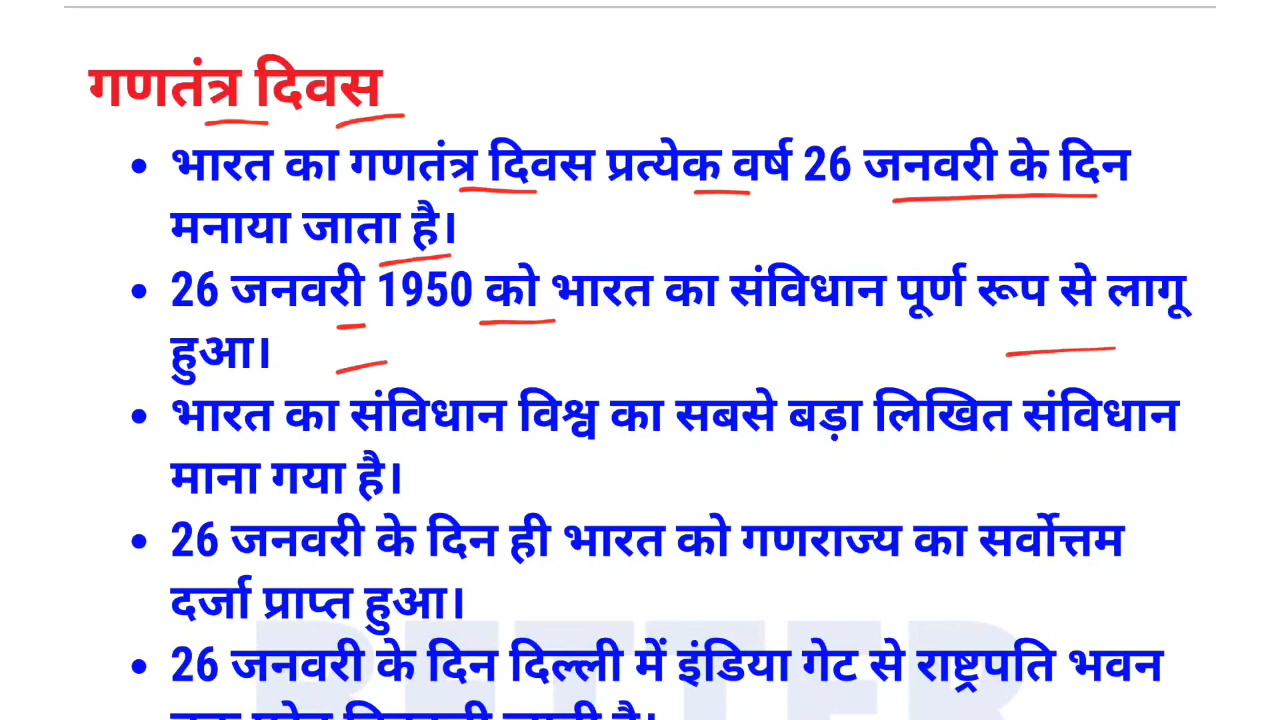 गणतंत्र दिवस
• भारत का गणतंत्र दिवस प्रत्येक वर्ष 26 जनवरी के दिन
मनाया जाता है।
• 26 जनवरी 1950 को भारत का संविधान पूर्ण रूप से लागू
हुआ।
• भारत का संविधान विश्व का सबसे बड़ा लिखित संविधान
माना गया है।
• 26 जनवरी के दिन ही भारत को गणराज्य का सर्वोत्तम
दर्जा प्राप्त हुआ।
• 26 जनवरी के दिन दिल्ली में इंडिया गेट से राष्ट्रपति भवन
BETTER